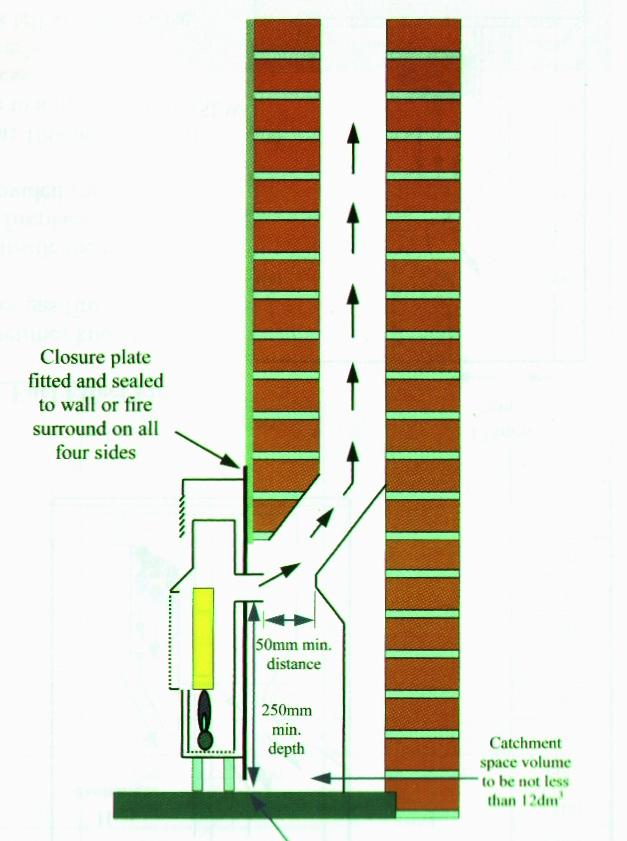 Closure plate
fitted and sealed
to wall or fire
surround on all
four sides
50mm min.
distance
250mm
min.
depth
Catchment
space volume
to be not less
than 12dm³